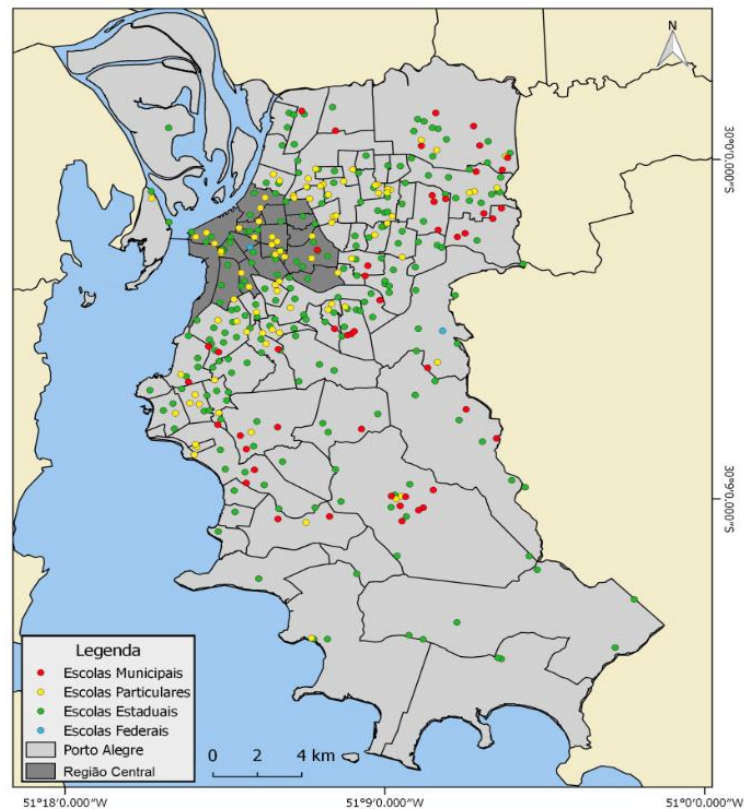 N
30°0'0.000"S
30°9'0.000"S
Legenda
Escolas Municipais
Escolas Particulares
Escolas Estaduais
Escolas Federais
Porto Alegre
Região Central
0 2 4 km
51°18'0.000"W 51°9'0.000"W 51°0'0.000"W